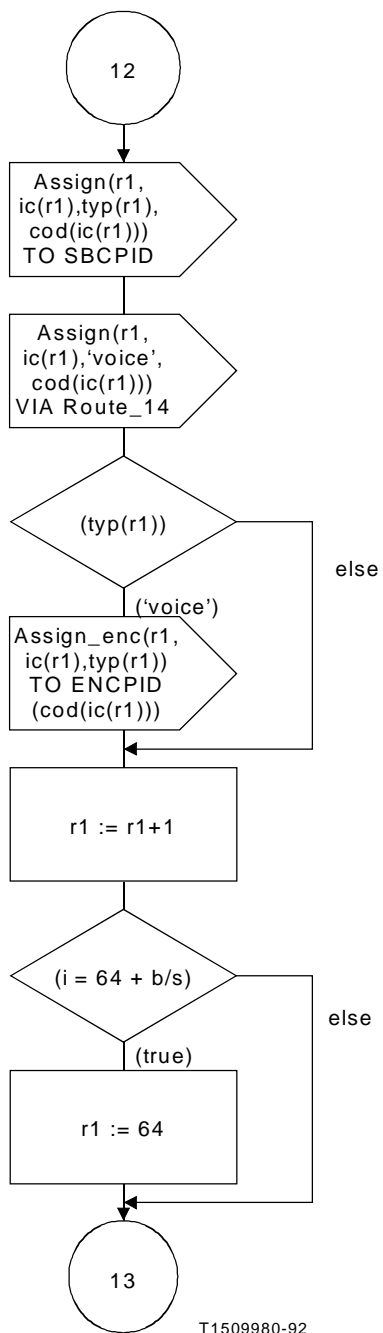 12
Assign(r1,
ic(r1),typ(r1),
cod(ic(r1)))
TO SBCPID
Assign(r1,
ic(r1),‘voice’,
cod(ic(r1)))
VIA Route_14
(typ(r1))
else
(‘voice’)
Assign_enc(r1,
ic(r1),typ(r1))
TO ENCPID
(cod(ic(r1)))
r1 := r1+1
(i = 64 + b/s)
else
(true)
r1 := 64
13
T1509980-92